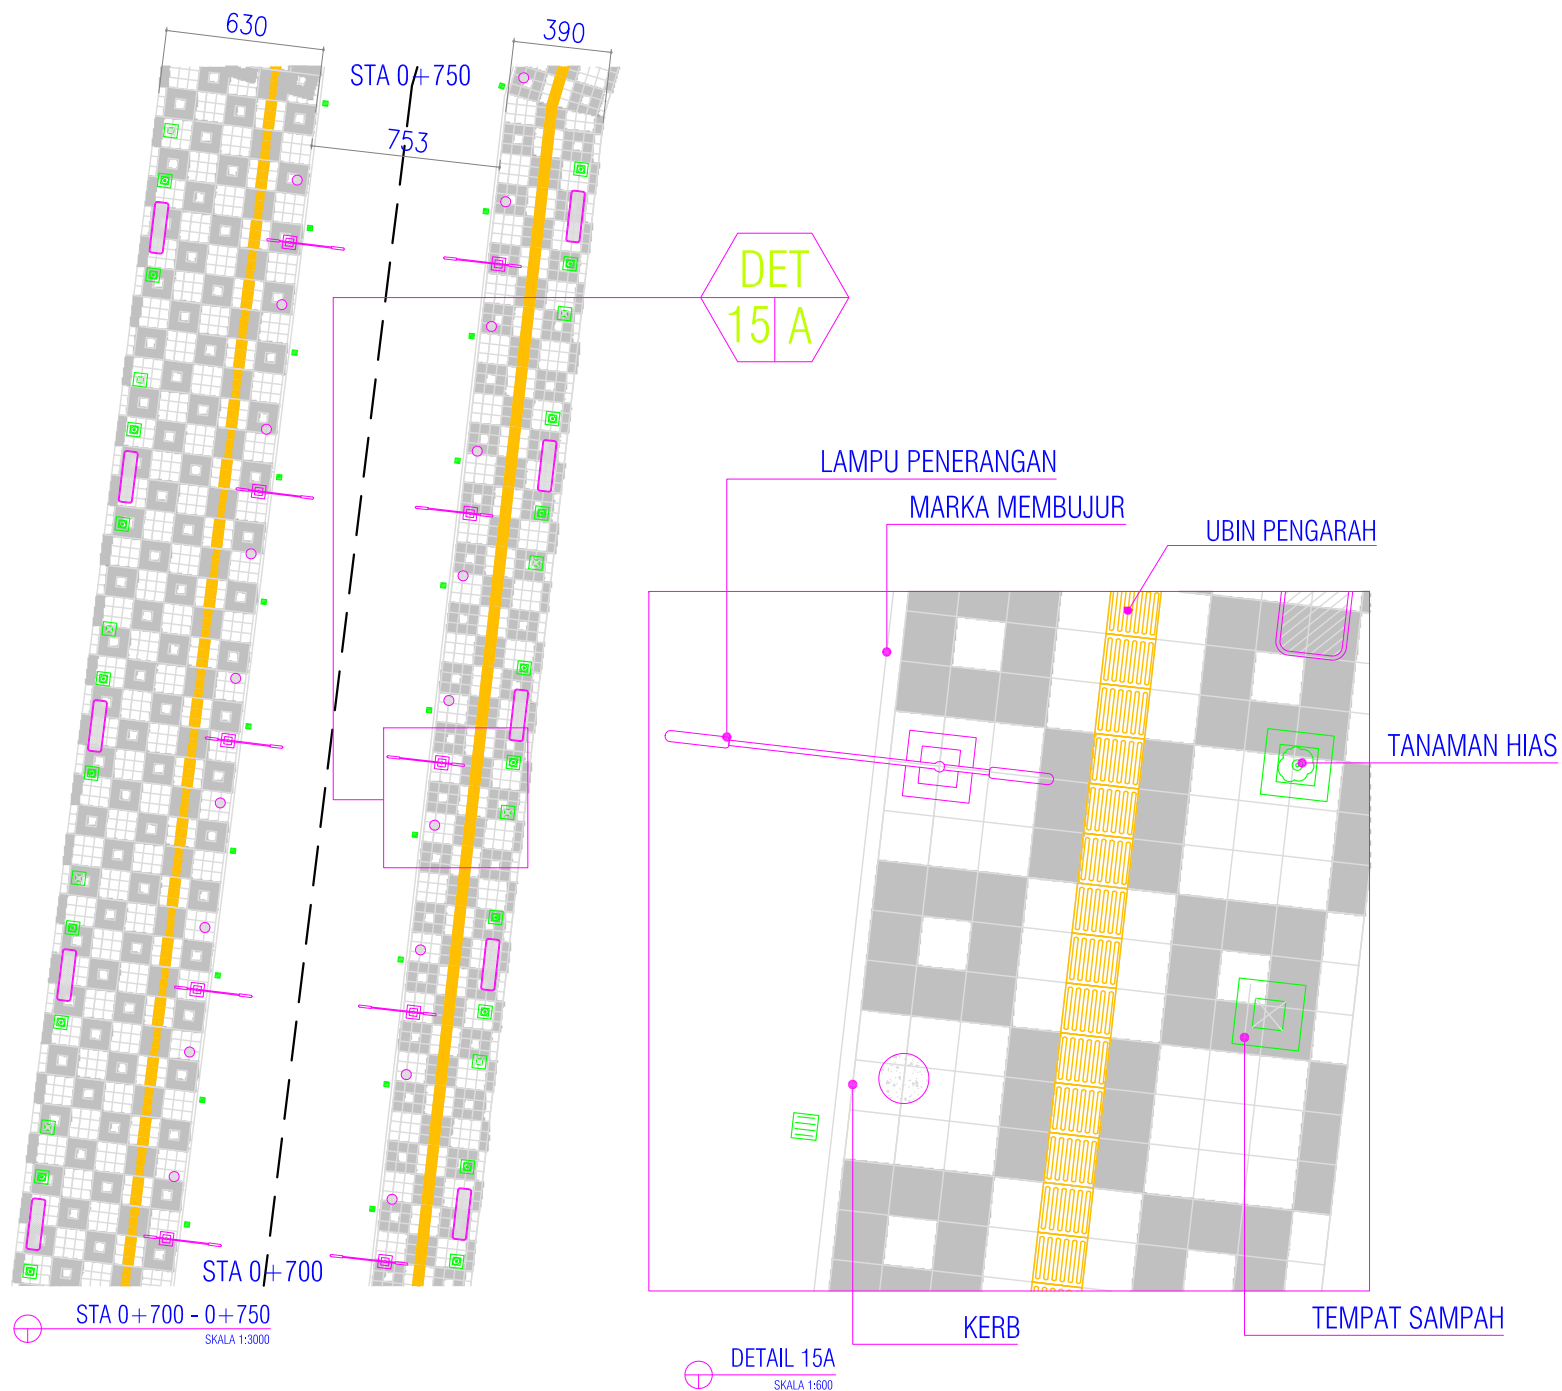 630
390
STA 0+750
753
DET
15 A
LAMPU PENERANGAN
MARKA MEMBUJUR
UBIN PENGARAH
TANAMAN HIAS
STA 0+700
STA 0+700 - 0+750
SKALA 1:3000
KERB
TEMPAT SAMPAH
DETAIL 15A
SKALA 1:600